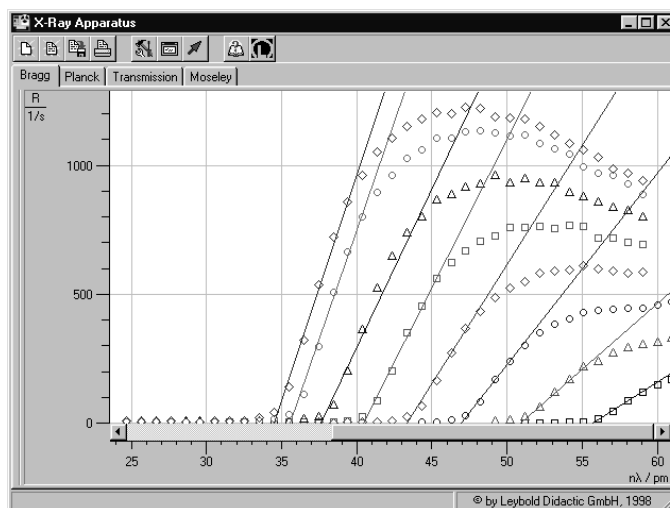 X-Ray Apparatus
Bragg Planck Transmission Moseley
R
1/s
1000
500
0
25 30 35 40 45 50 55 60
nλ / pm
© by Leybold Didactic GmbH, 1998